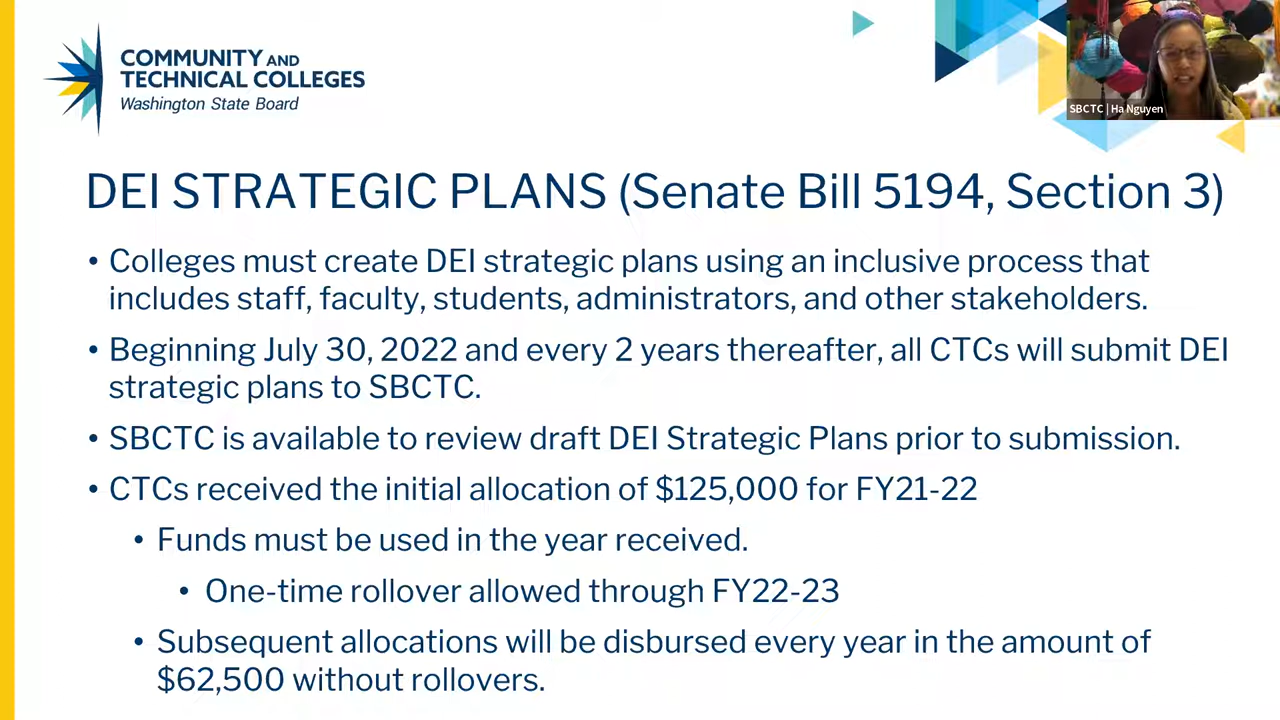 COMMUNITY AND
TECHNICAL COLLEGES
Washington State Board
SBCTC | Ha Nguyen
DEI STRATEGIC PLANS (Senate Bill 5194, Section 3)
• Colleges must create DEI strategic plans using an inclusive process that
includes staff, faculty, students, administrators, and other stakeholders.
• Beginning July 30, 2022 and every 2 years thereafter, all CTCs will submit DEI
strategic plans to SBCTC.
• SBCTC is available to review draft DEI Strategic Plans prior to submission.
• CTCs received the initial allocation of $125,000 for FY21-22
• Funds must be used in the year received.
• One-time rollover allowed through FY22-23
• Subsequent allocations will be disbursed every year in the amount of
$62,500 without rollovers.